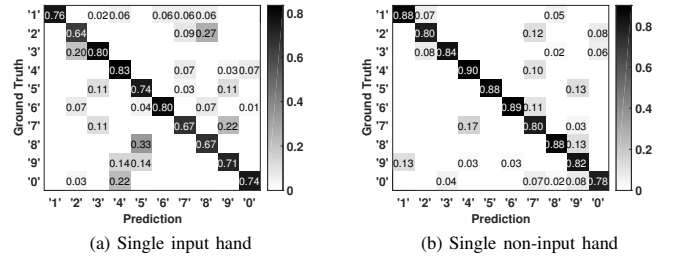 '1' 0.76 0.02 0.06 0.06 0.06 0.06
'2' 0.64 0.09 0.27
'3' 0.20 0.80
'4' 0.83 0.07 0.03 0.07
'5' 0.11 0.74 0.03 0.11
'6' 0.07 0.04 0.80 0.07 0.01
'7' 0.11 0.67 0.22
'8' 0.33 0.67
'9' 0.14 0.14 0.71
'0' 0.03 0.22 0.74
'1' '2' '3' '4' '5' '6' '7' '8' '9' '0'
Ground Truth
Prediction
0.8
0.6
0.4
0.2
0
(a) Single input hand
'1' 0.88 0.07 0.05
'2' 0.80 0.12 0.08
'3' 0.08 0.84 0.02 0.06
'4' 0.90 0.10
'5' 0.88 0.13
'6' 0.89 0.11
'7' 0.17 0.80 0.03
'8' 0.88 0.13
'9' 0.13 0.03 0.03 0.82
'0' 0.04 0.07 0.02 0.08 0.78
'1' '2' '3' '4' '5' '6' '7' '8' '9' '0'
Ground Truth
Prediction
0.8
0.6
0.4
0.2
0
(b) Single non-input hand